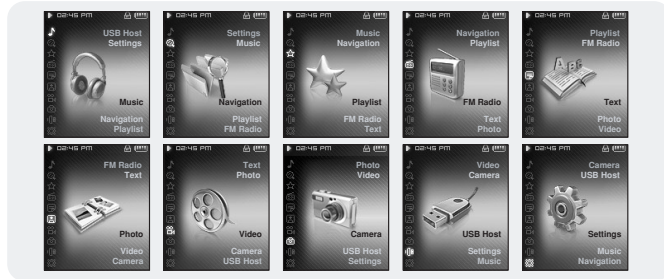 02:45 PM
USB Host
Settings
Music
Navigation
Playlist
02:45 PM
Settings
Music
Navigation
Playlist
FM Radio
02:45 PM
Music
Navigation
Playlist
FM Radio
Text
02:45 PM
Navigation
Playlist
FM Radio
Text
Photo
02:45 PM
Playlist
FM Radio
Text
Photo
Video
02:45 PM
FM Radio
Text
Photo
Video
Camera
02:45 PM
Text
Photo
Video
Camera
USB Host
02:45 PM
Photo
Video
Camera
USB Host
Settings
02:45 PM
Video
Camera
USB Host
Settings
Music
02:45 PM
Camera
USB Host
Settings
Music
Navigation